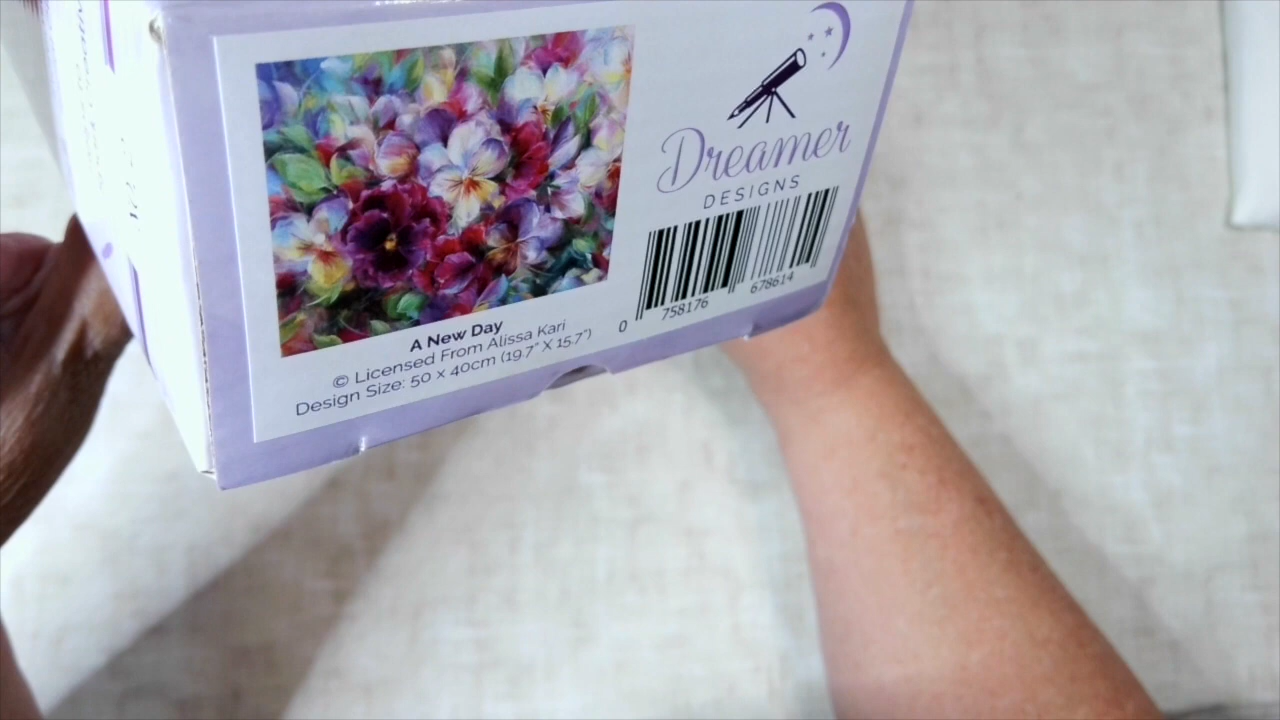 Dreamer
DESIGNS
0 758176 678614
A New Day
© Licensed From Alissa Kari
Design Size: 50 x 40cm (19.7" X 15.7")